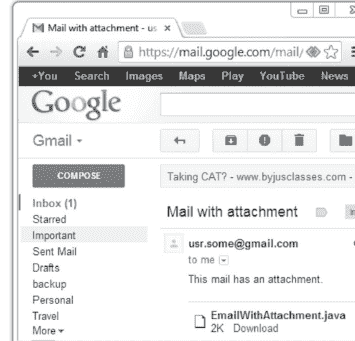 Mail with attachment - us
https://mail.google.com/mail/
+You Search Images Maps Play YouTube News
Google
Gmail
COMPOSE
Taking CAT? - www.byjusclasses.com -
Inbox (1)
Mail with attachment
Starred
Important
usr.some@gmail.com
Sent Mail
to me
Drafts
This mail has an attachment.
backup
Personal
Travel
EmailWithAttachment.java
More
2K Download